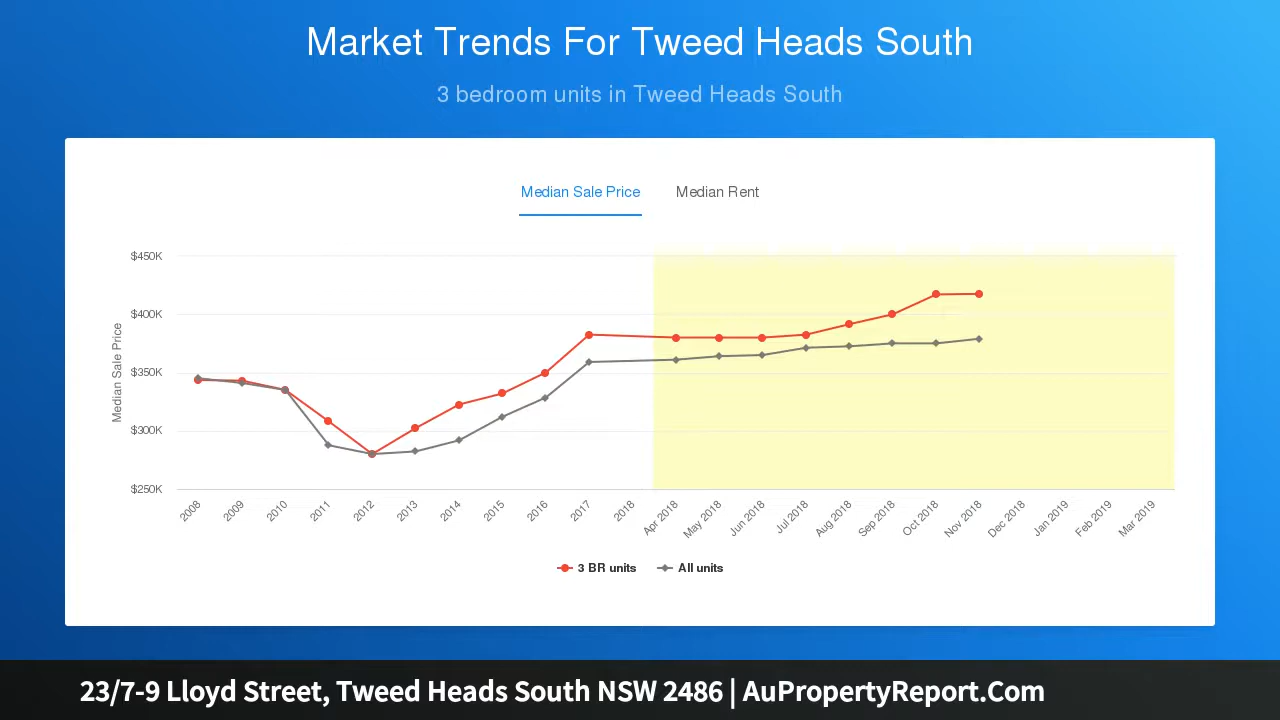 Market Trends For Tweed Heads South
3 bedroom units in Tweed Heads South
Median Sale Price Median Rent
$450K
$400K
$350K
$300K
$250K
Median Sale Price
2008 2009 2010 2011 2012 2013 2014 2015 2016 2017 2018 Apr 2018 May 2018 Jun 2018 Jul 2018 Aug 2018 Sep 2018 Oct 2018 Nov 2018 Dec 2018 Jan 2019 Feb 2019 Mar 2019
3 BR units All units
23/7-9 Lloyd Street, Tweed Heads South NSW 2486 | AuPropertyReport.Com